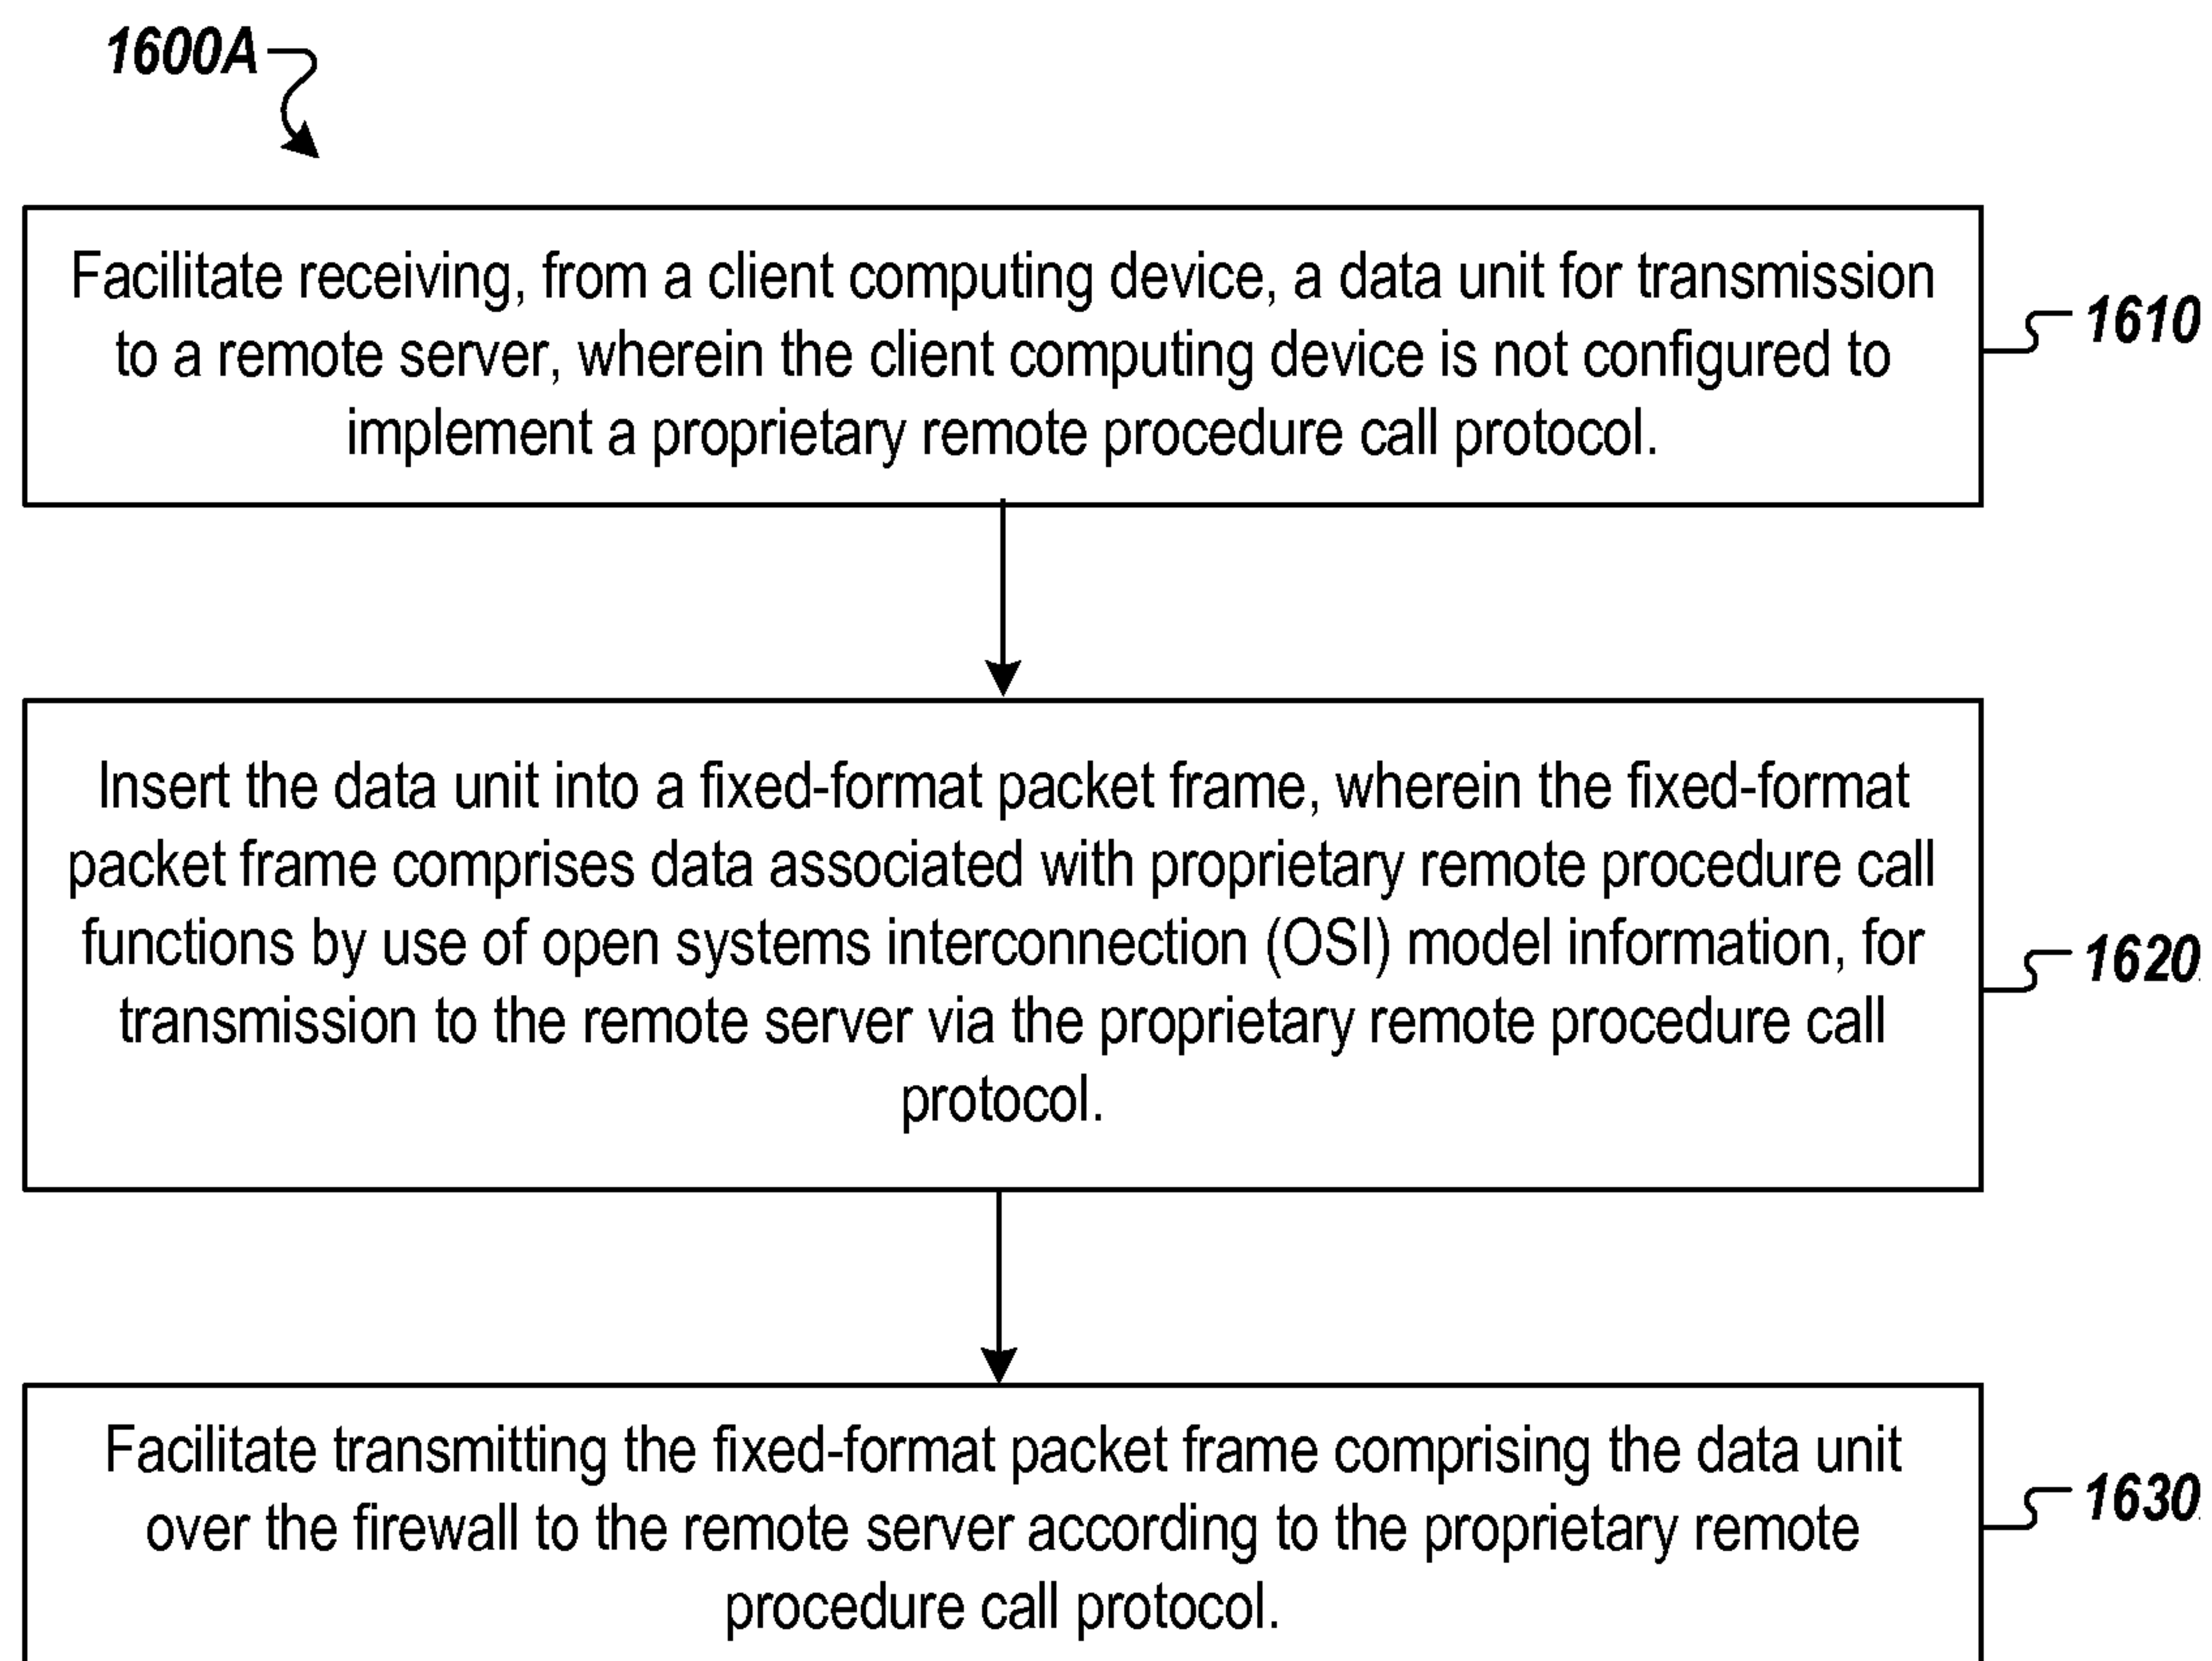 1600A
Facilitate receiving, from a client computing device, a data unit for transmission
to a remote server, wherein the client computing device is not configured to
implement a proprietary remote procedure call protocol.
1610
Insert the data unit into a fixed-format packet frame, wherein the fixed-format
packet frame comprises data associated with proprietary remote procedure call
functions by use of open systems interconnection (OSI) model information, for
transmission to the remote server via the proprietary remote procedure call
protocol.
1620
Facilitate transmitting the fixed-format packet frame comprising the data unit
over the firewall to the remote server according to the proprietary remote
procedure call protocol.
1630